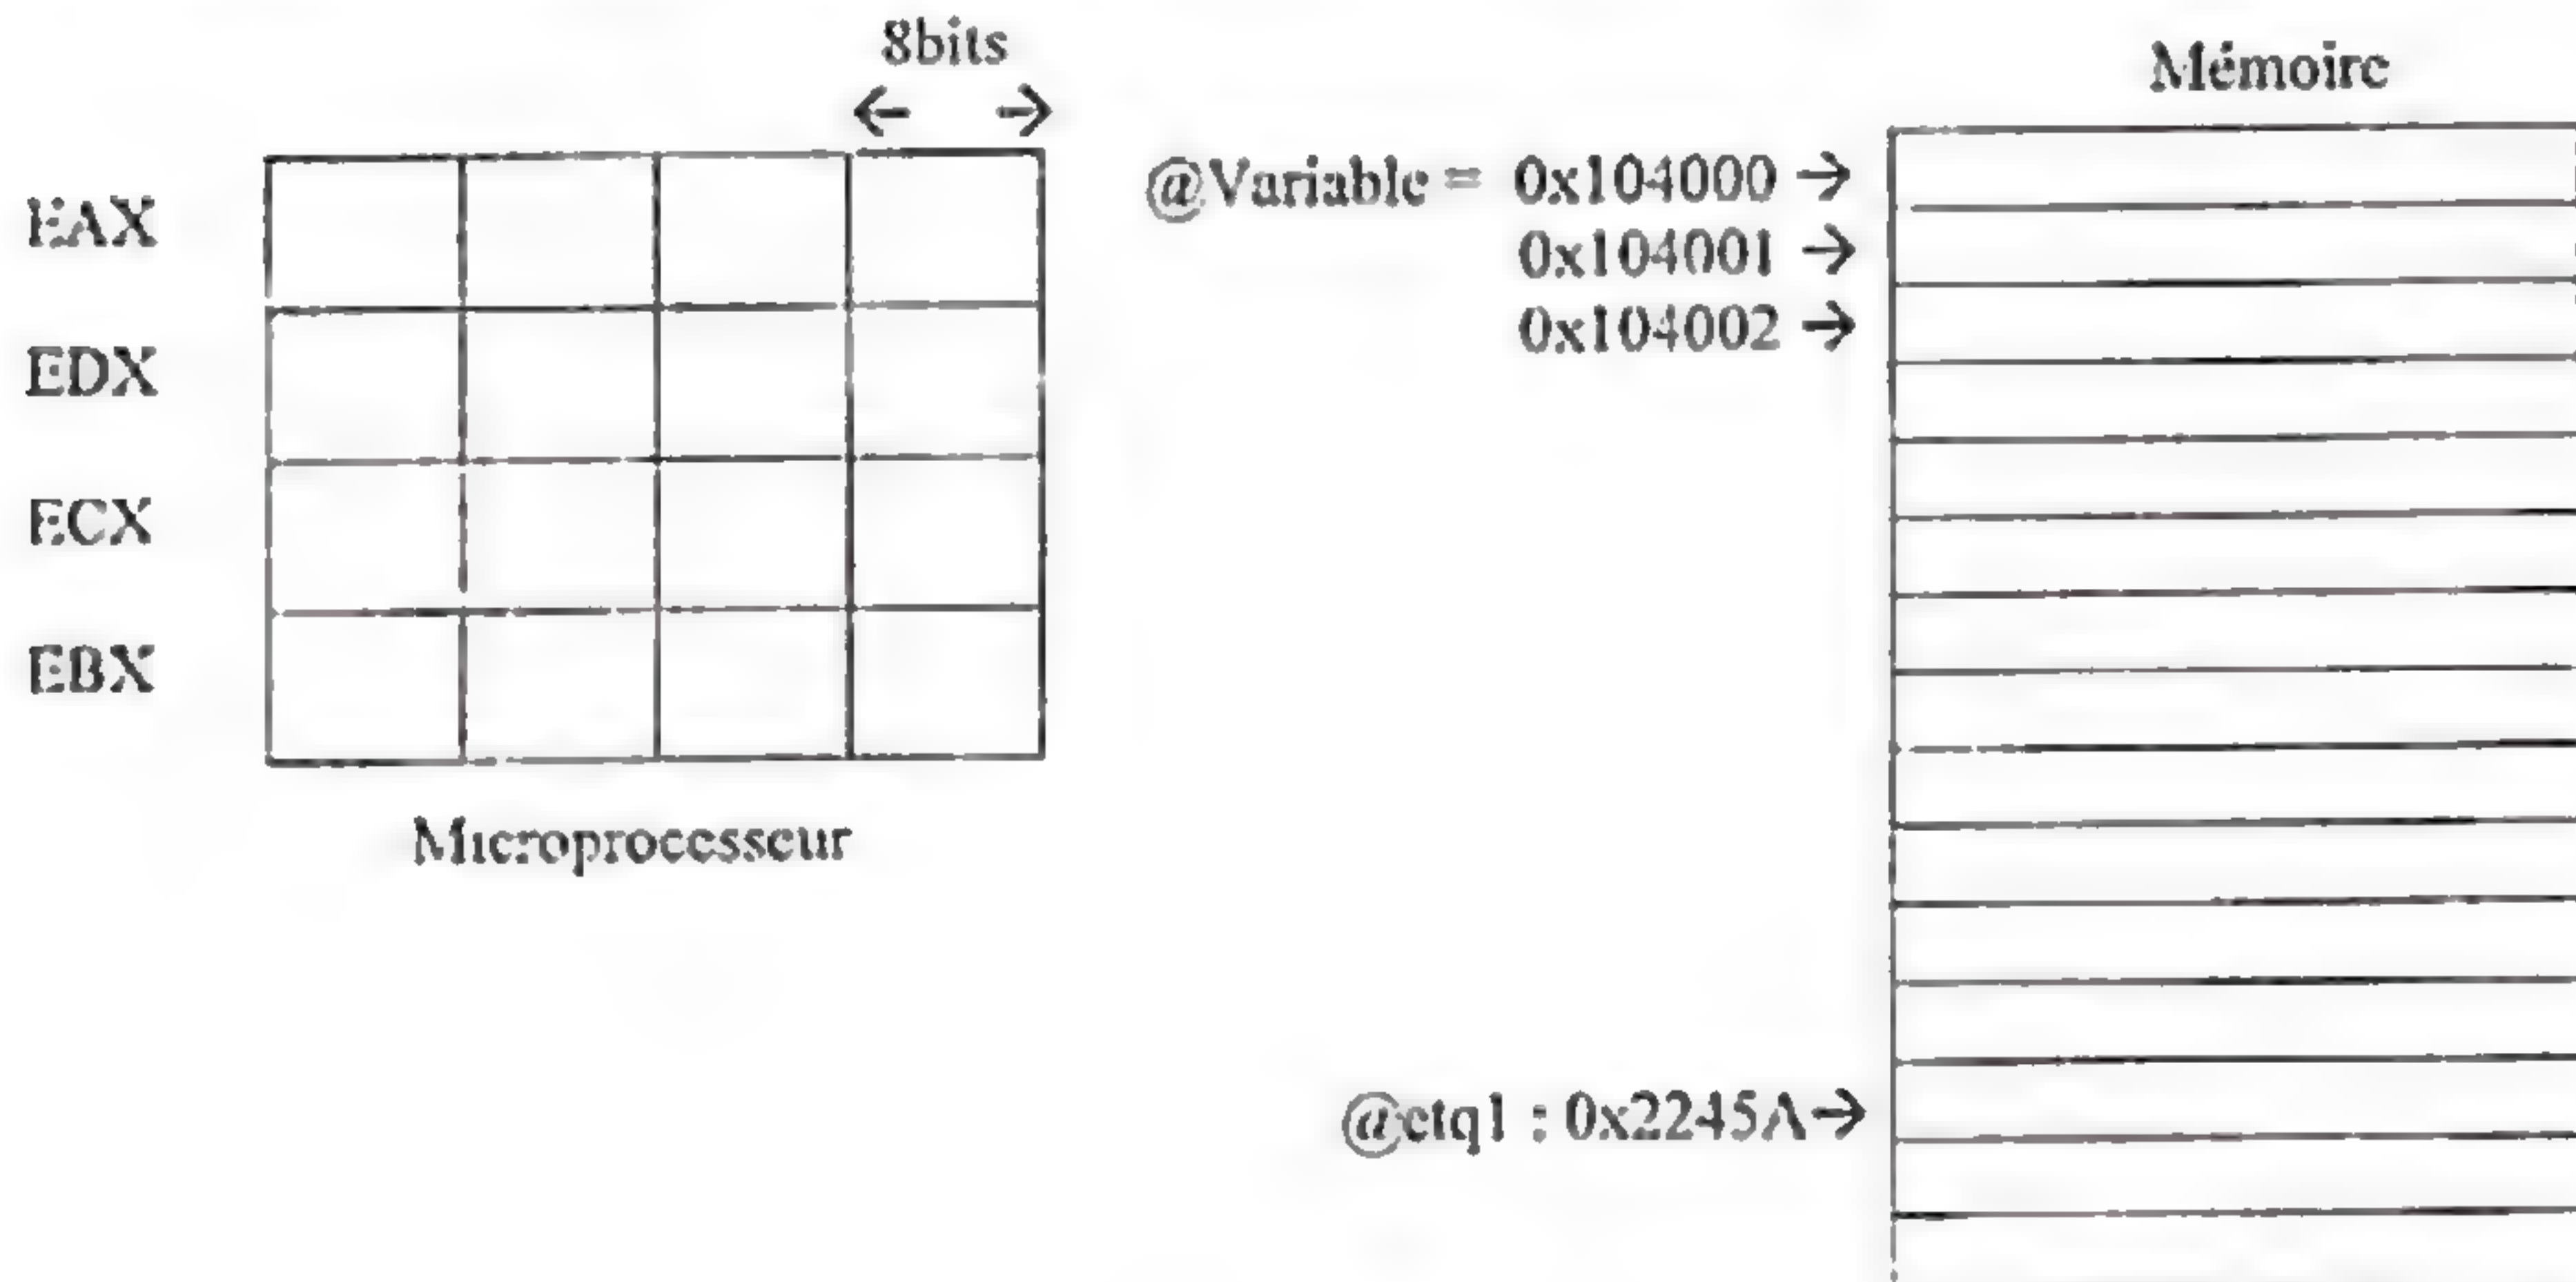 8bits
Mémoire
@Variable = 0x104000 →
EAX
0x104001 →
0x104002 →
EDX
ECX
EBX
Microprocesseur
@etq1 : 0x2245A→